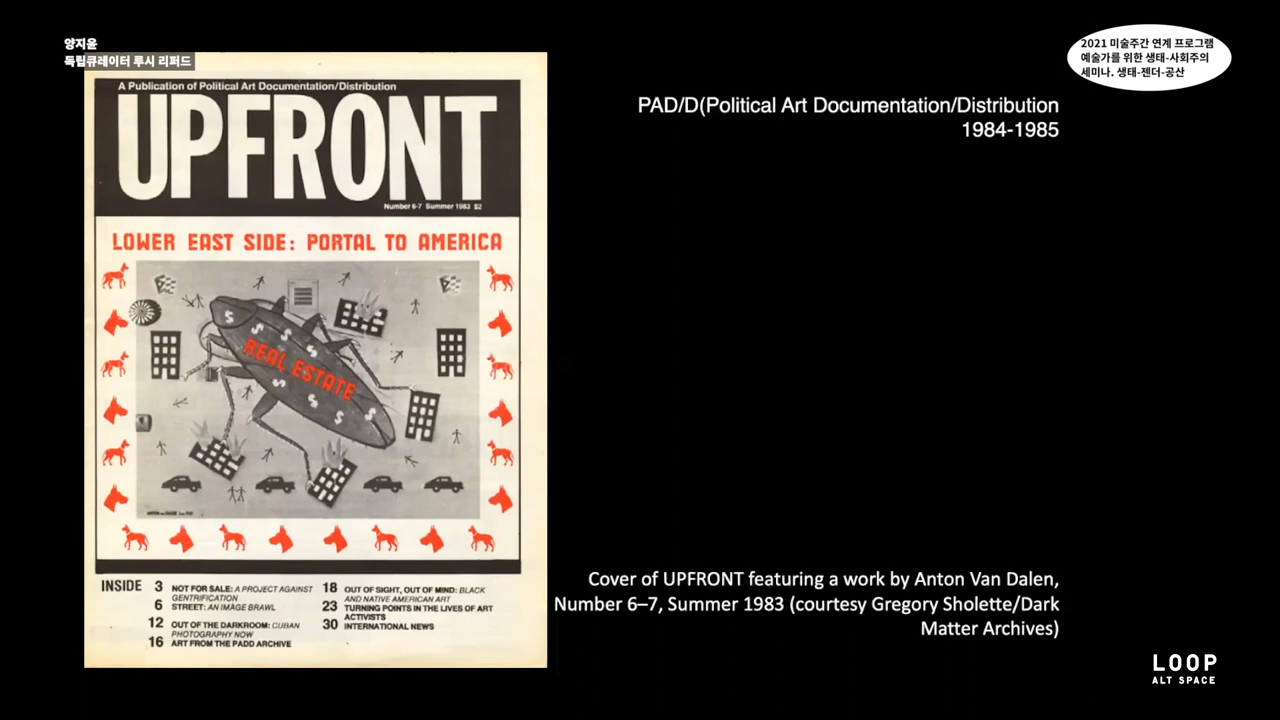 양지윤
독립큐레이터 루시 리퍼드
2021 미술주간 연계 프로그램
예술가를 위한 생태-사회주의
세미나. 생태-젠더-공산
PAD/D(Political Art Documentation/Distribution
1984-1985
A Publication of Political Art Documentation/Distribution
UPFRONT
Number 6-7 Summer 1983 $2
LOWER EAST SIDE: PORTAL TO AMERICA
REAL ESTATE
INSIDE
3 NOT FOR SALE: A PROJECT AGAINST
GENTRIFICATION
6 STREET: AN IMAGE BRAWL
12 OUT OF THE DARKROOM: CUBAN
PHOTOGRAPHY NOW
16 ART FROM THE PADD ARCHIVE
18 OUT OF SIGHT, OUT OF MIND: BLACK
AND NATIVE AMERICAN ART
23 TURNING POINTS IN THE LIVES OF ART
ACTIVISTS
30 INTERNATIONAL NEWS
Cover of UPFRONT featuring a work by Anton Van Dalen,
Number 6–7, Summer 1983 (courtesy Gregory Sholette/Dark
Matter Archives)
LOOP
ALT SPACE